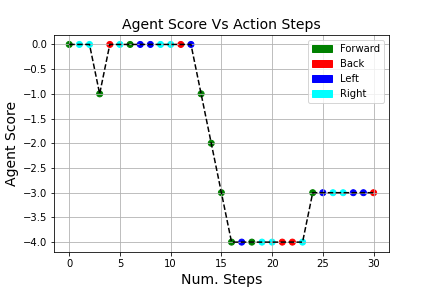 Agent Score Vs Action Steps
0.0
−0.5
−1.0
−1.5
−2.0
−2.5
−3.0
−3.5
−4.0
Agent Score
Forward
Back
Left
Right
0 5 10 15 20 25 30
Num. Steps